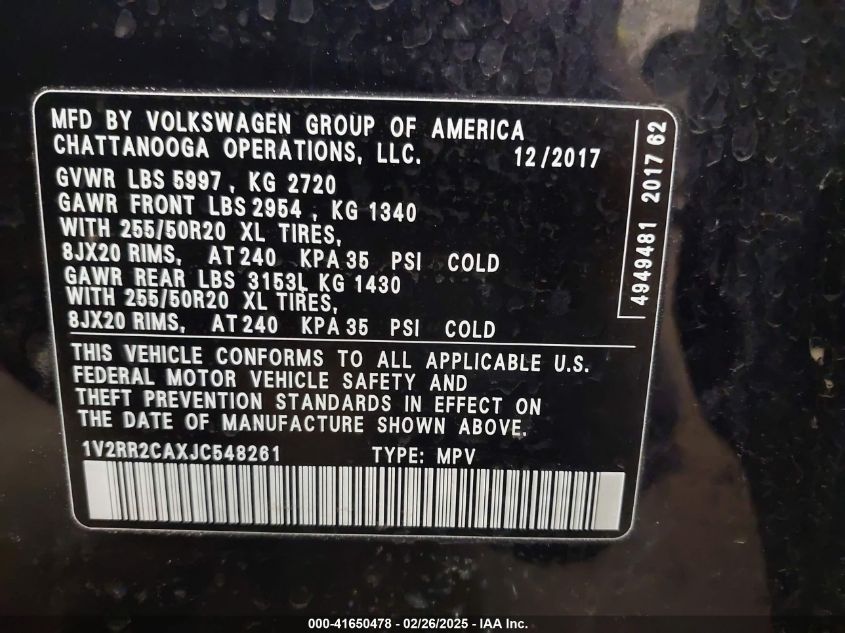 MFD BY VOLKSWAGEN GROUP OF AMERICA
CHATTANOOGA OPERATIONS, LLC. 12/2017
GVWR LBS 5997, KG 2720
GAWR FRONT LBS 2954, KG 1340
WITH 255/50R20 XL TIRES,
8JX20 RIMS, AT 240 KPA 35 PSI COLD
GAWR REAR LBS 3153L KG 1430
WITH 255/50R20 XL TIRES,
8JX20 RIMS, AT 240 KPA 35 PSI COLD
4949481 2017 62
THIS VEHICLE CONFORMS TO ALL APPLICABLE U.S.
FEDERAL MOTOR VEHICLE SAFETY AND
THEFT PREVENTION STANDARDS IN EFFECT ON
THE DATE OF MANUFACTURE SHOWN ABOVE.
1V2RR2CAXJC548261 TYPE: MPV
000-41650478 - 02/26/2025 - IAA Inc.